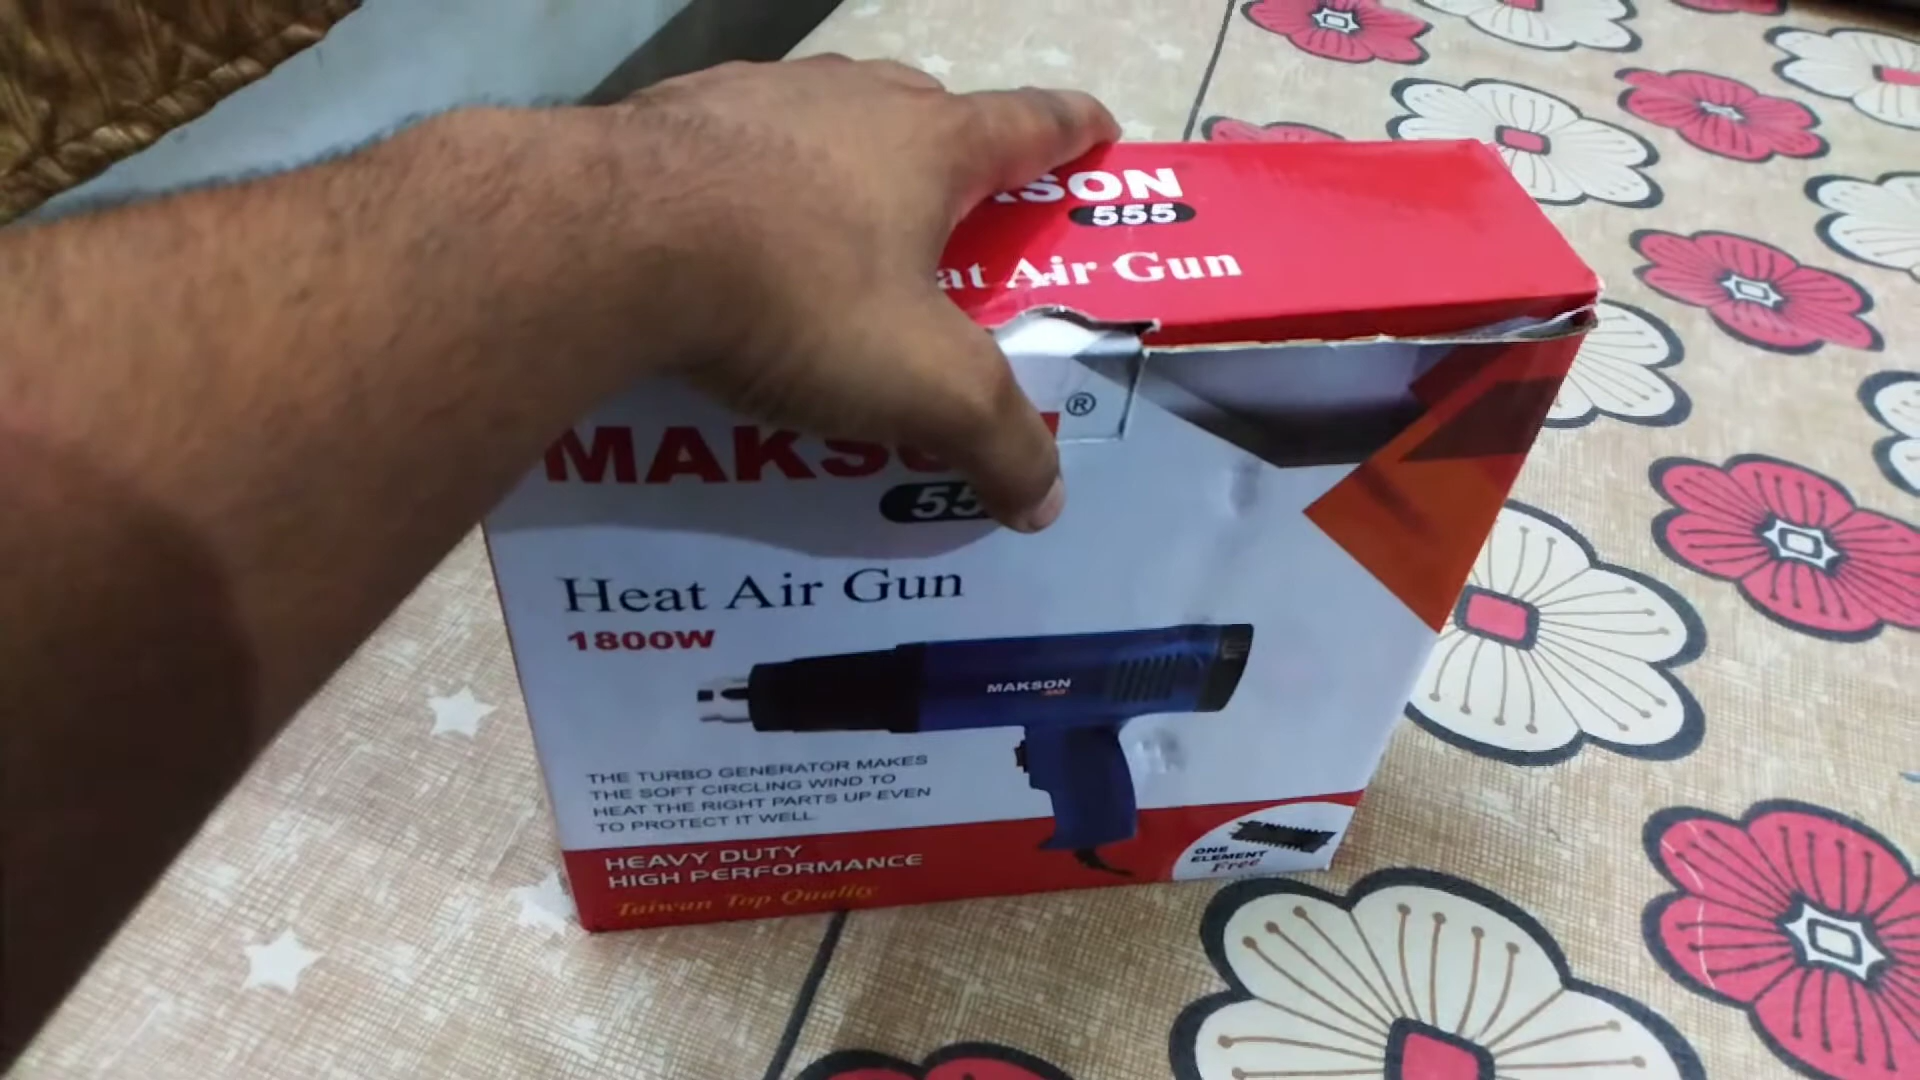 SON
555
at Air Gun
®
MAKS
55
Heat Air Gun
1800W
MAKSON
555
THE TURBO GENERATOR MAKES
THE SOFT CIRCLING WIND TO
HEAT THE RIGHT PARTS UP EVEN
TO PROTECT IT WELL.
HEAVY DUTY
HIGH PERFORMANCE
Taiwan Top Quality
ONE
ELEMENT
Free